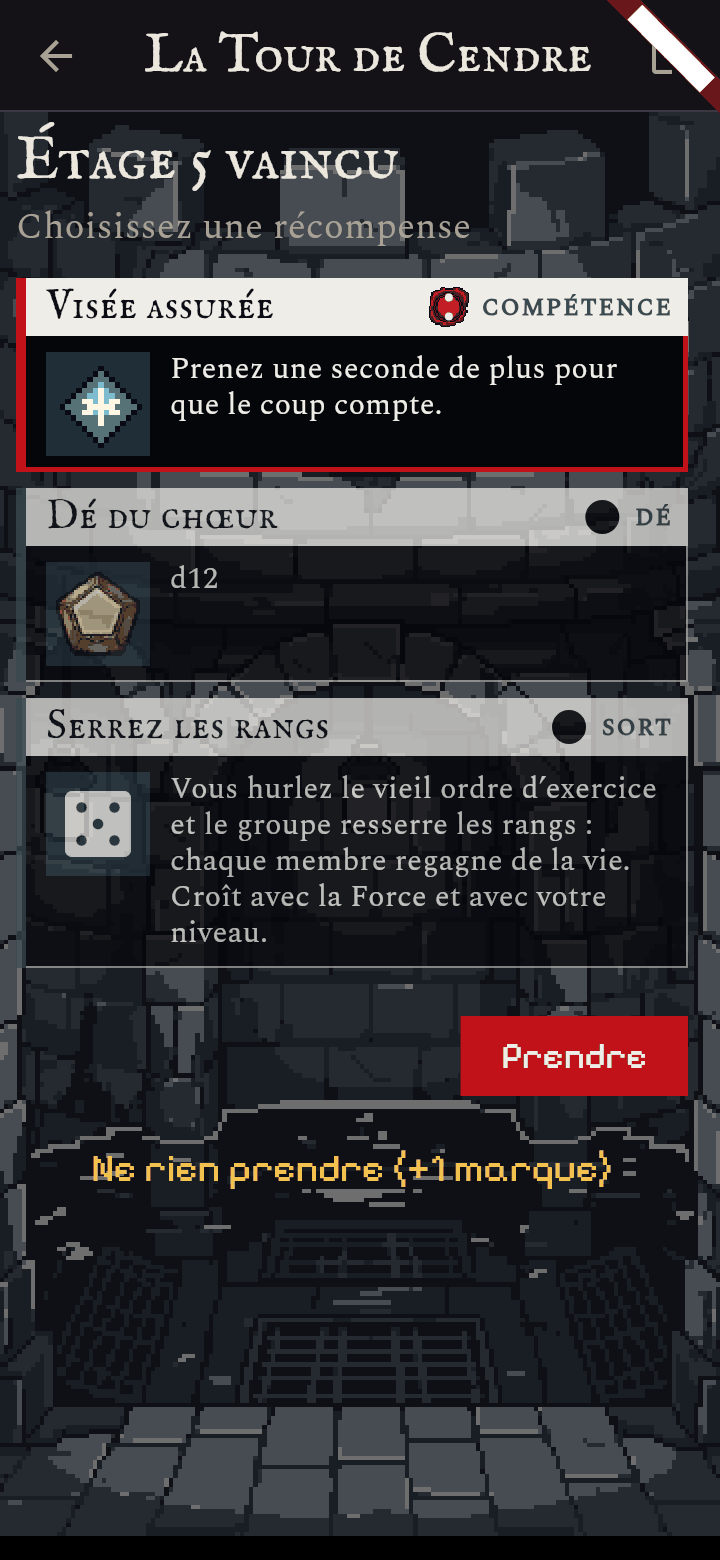 La Tour de Cendre
Étage 5 vaincu
Choisissez une récompense
Visée assurée
COMPÉTENCE
Prenez une seconde de plus pour
que le coup compte.
Dé du chœur
DÉ
d12
Serrez les rangs
SORT
Vous hurlez le vieil ordre d'exercice
et le groupe resserre les rangs :
chaque membre regagne de la vie.
Croît avec la Force et avec votre
niveau.
Prendre
Ne rien prendre (+1 marque)